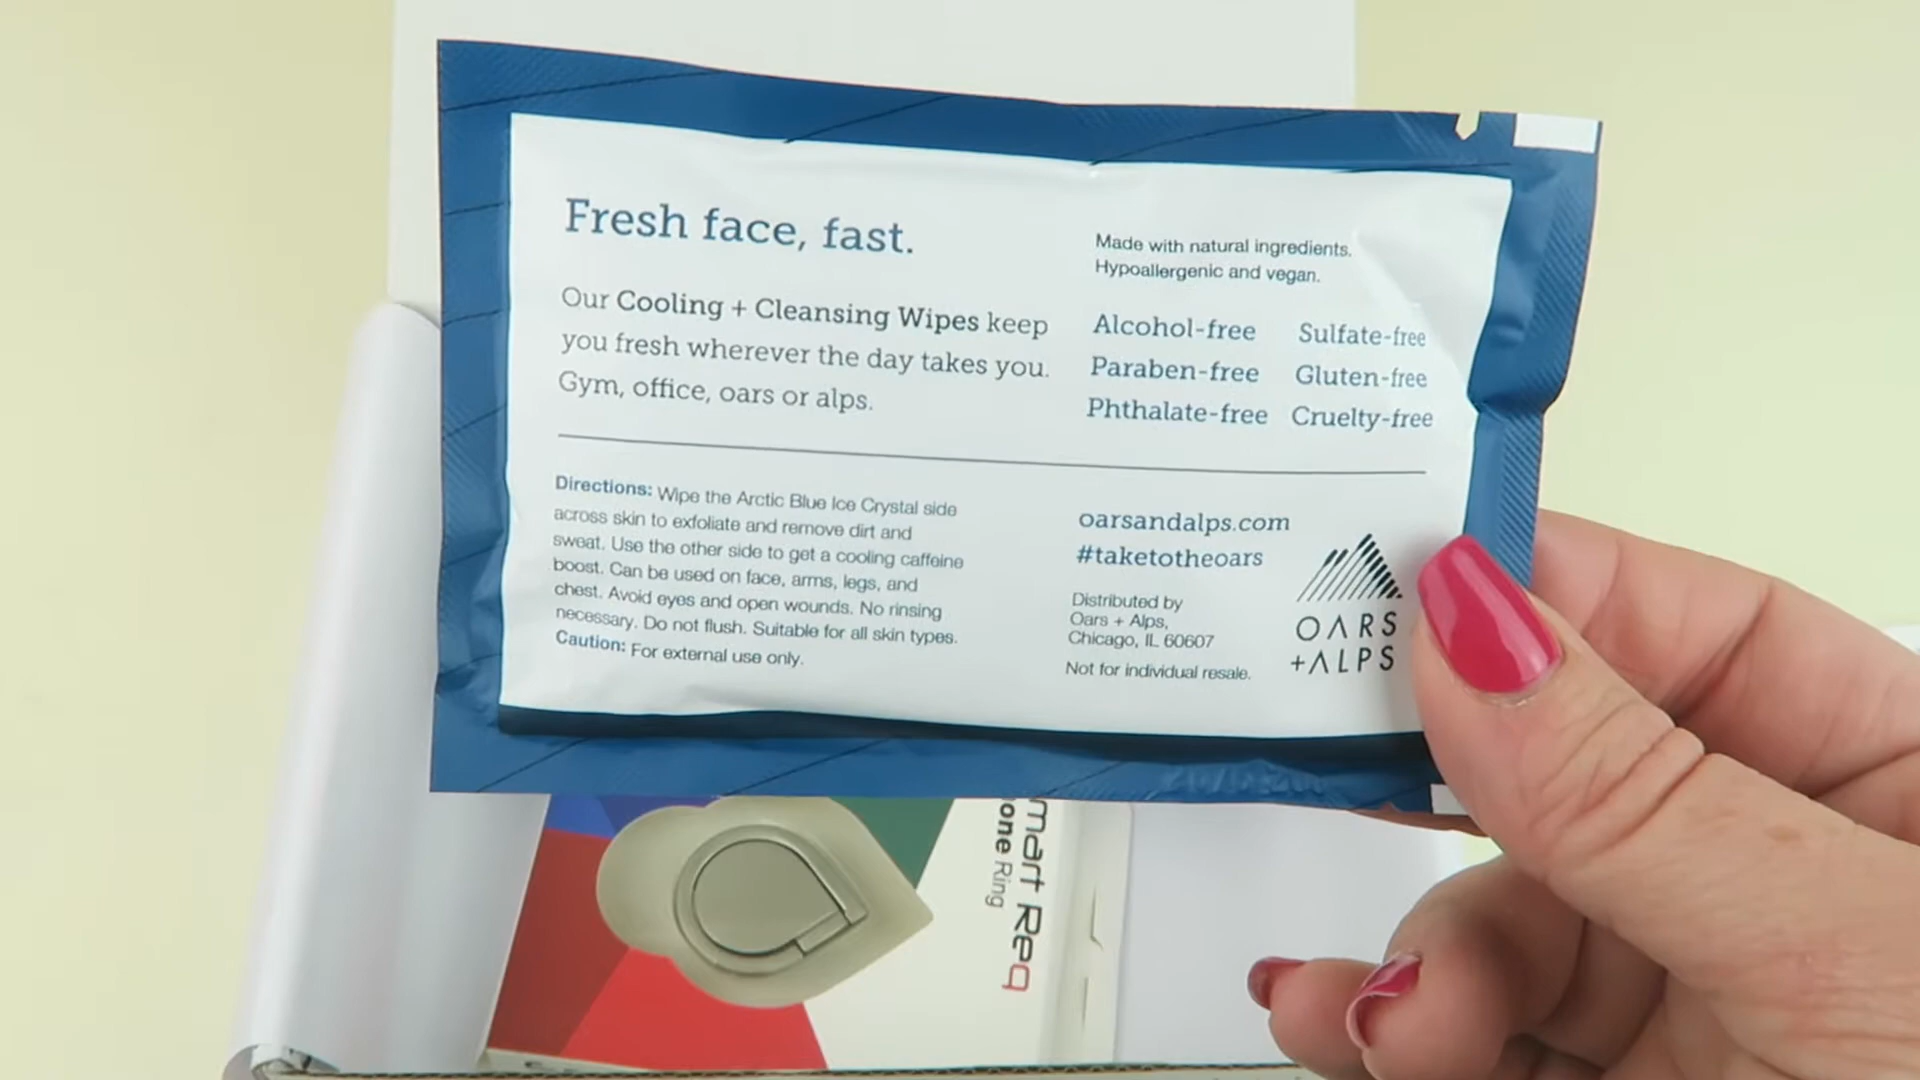 Fresh face, fast.
Our Cooling + Cleansing Wipes keep
you fresh wherever the day takes you.
Gym, office, oars or alps.
Made with natural ingredients.
Hypoallergenic and vegan.
Alcohol-free Sulfate-free
Paraben-free Gluten-free
Phthalate-free Cruelty-free
Directions: Wipe the Arctic Blue Ice Crystal side
across skin to exfoliate and remove dirt and
sweat. Use the other side to get a cooling caffeine
boost. Can be used on face, arms, legs, and
chest. Avoid eyes and open wounds. No rinsing
necessary. Do not flush. Suitable for all skin types.
Caution: For external use only.
oarsandalps.com
#taketotheoars
Distributed by
Oars + Alps,
Chicago, IL 60607
Not for individual resale.
OARS
+ALPS
mart Req
one Ring